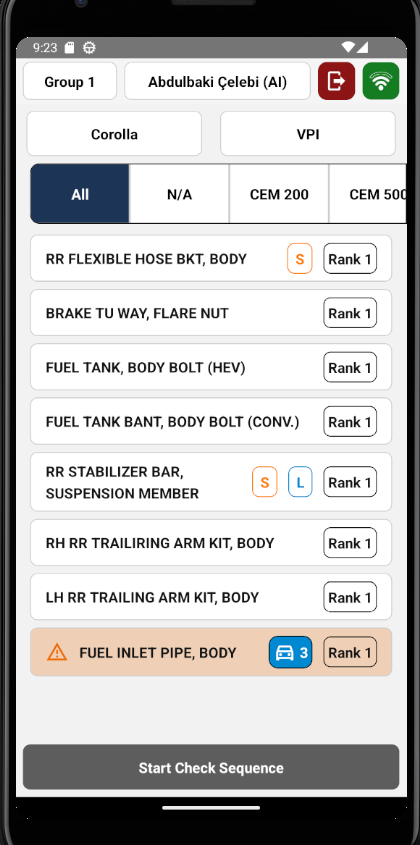 9:23
Group 1
Abdulbaki Çelebi (AI)
Corolla
VPI
All
N/A
CEM 200
CEM 500
RR FLEXIBLE HOSE BKT, BODY
S
Rank 1
BRAKE TU WAY, FLARE NUT
Rank 1
FUEL TANK, BODY BOLT (HEV)
Rank 1
FUEL TANK BANT, BODY BOLT (CONV.)
Rank 1
RR STABILIZER BAR,
SUSPENSION MEMBER
S
L
Rank 1
RH RR TRAILIRING ARM KIT, BODY
Rank 1
LH RR TRAILING ARM KIT, BODY
Rank 1
FUEL INLET PIPE, BODY
3
Rank 1
Start Check Sequence